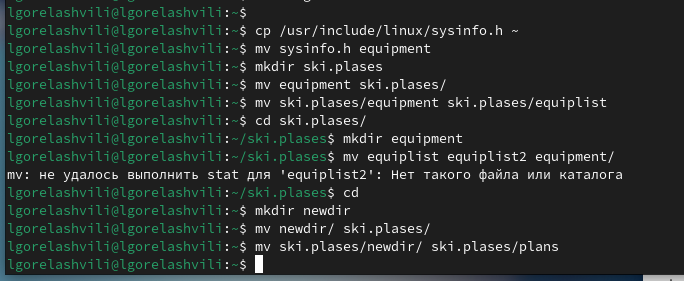 lgorelashvili@lgorelashvili:~$
lgorelashvili@lgorelashvili:~$ cp /usr/include/linux/sysinfo.h ~
lgorelashvili@lgorelashvili:~$ mv sysinfo.h equipment
lgorelashvili@lgorelashvili:~$ mkdir ski.plases
lgorelashvili@lgorelashvili:~$ mv equipment ski.plases/
lgorelashvili@lgorelashvili:~$ mv ski.plases/equipment ski.plases/equiplist
lgorelashvili@lgorelashvili:~$ cd ski.plases/
lgorelashvili@lgorelashvili:~/ski.plases$ mkdir equipment
lgorelashvili@lgorelashvili:~/ski.plases$ mv equiplist equiplist2 equipment/
mv: не удалось выполнить stat для 'equiplist2': Нет такого файла или каталога
lgorelashvili@lgorelashvili:~/ski.plases$ cd
lgorelashvili@lgorelashvili:~$ mkdir newdir
lgorelashvili@lgorelashvili:~$ mv newdir/ ski.plases/
lgorelashvili@lgorelashvili:~$ mv ski.plases/newdir/ ski.plases/plans
lgorelashvili@lgorelashvili:~$